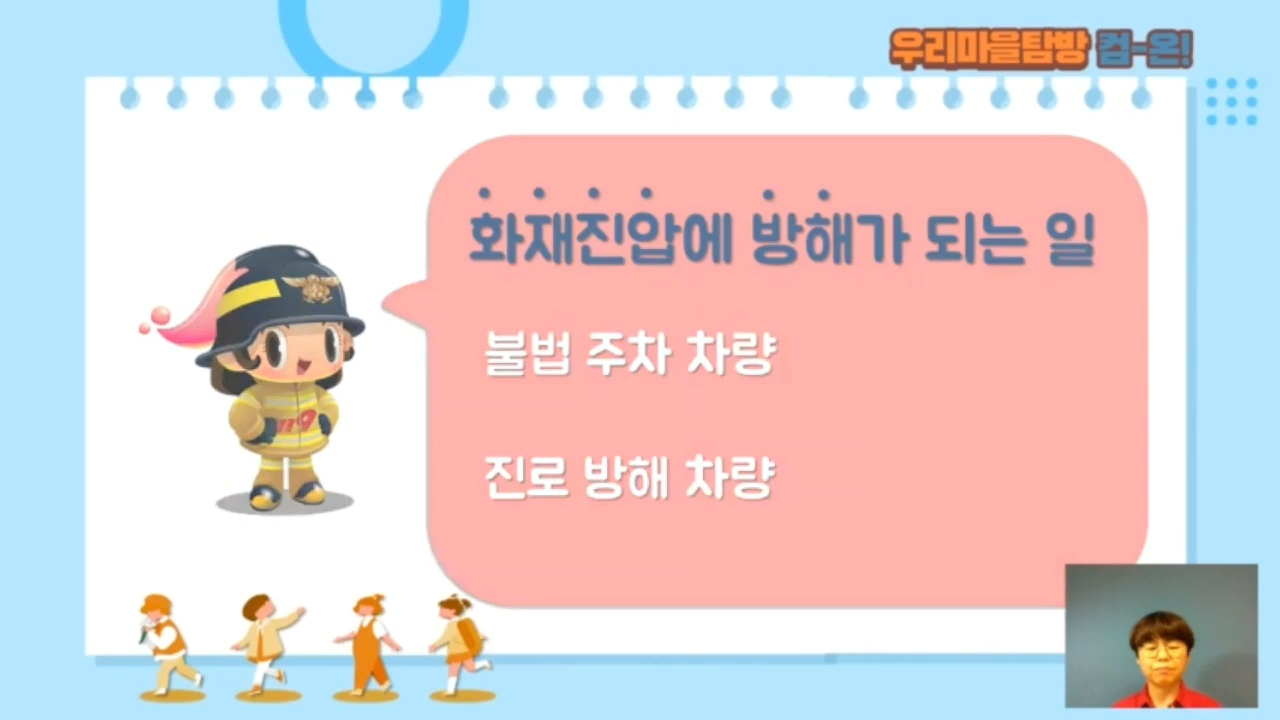 우리마을탐방 컴-온!
화재진압에 방해가 되는 일
불법 주차 차량
진로 방해 차량
119